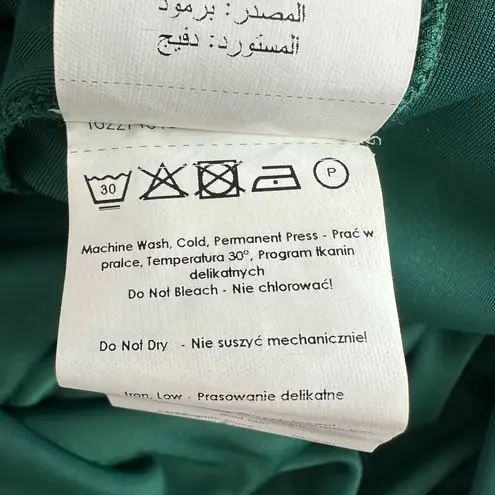 المصدر: برمود
المستورد: دفيج
30
P
Machine Wash, Cold, Permanent Press - Prać w
pralce, Temperatura 30°, Program tkanin
delikatnych
Do Not Bleach - Nie chlorować!
Do Not Dry - Nie suszyć mechanicznie!
Iron, Low - Prasowanie delikatne